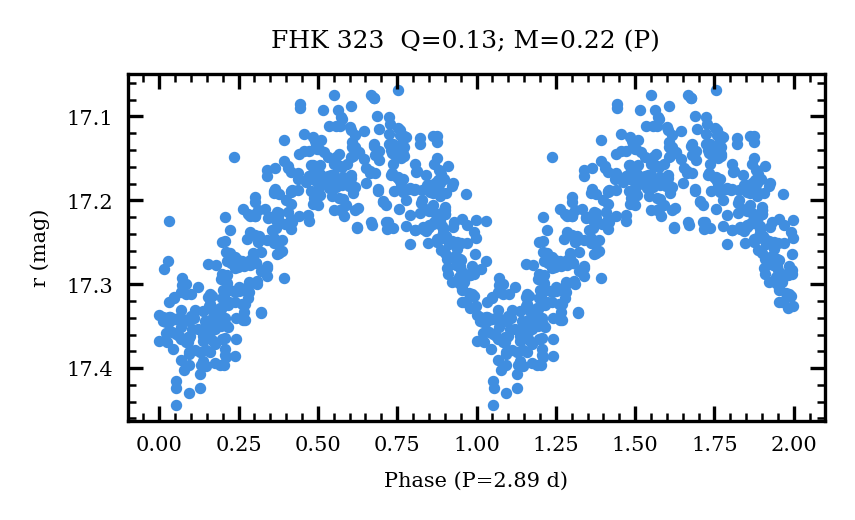 FHK 323  Q=0.13; M=0.22 (P)
r (mag)
17.1
17.2
17.3
17.4
0.00 0.25 0.50 0.75 1.00 1.25 1.50 1.75 2.00
Phase (P=2.89 d)